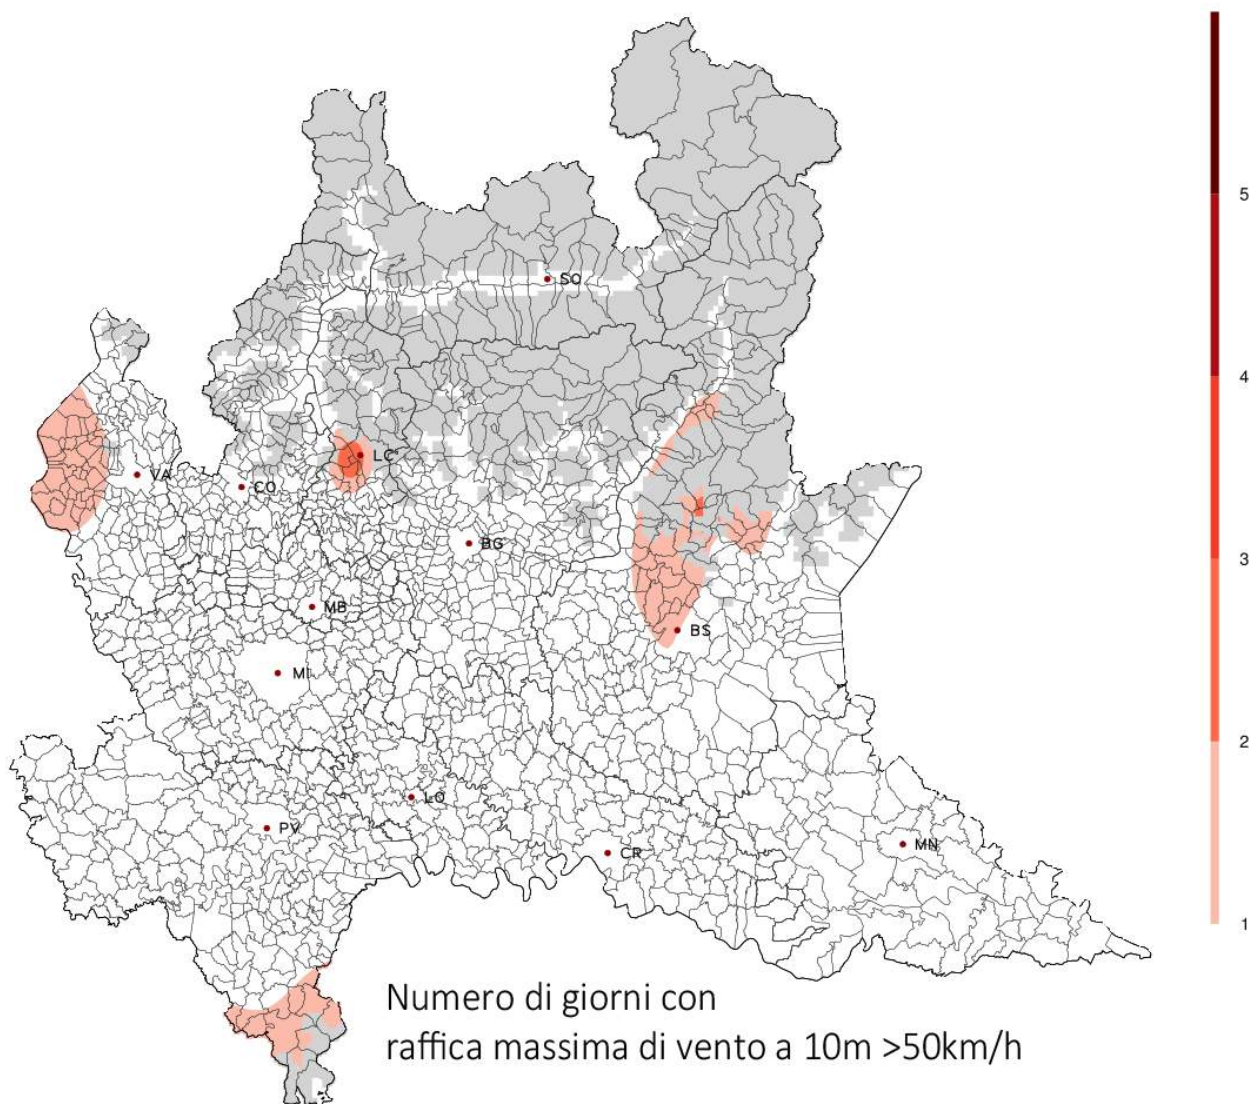 5
SO
4
LC
VA
CO
3
BG
MB
BS
MI
2
LO
PV
MN
CR
1
Numero di giorni con
raffica massima di vento a 10m >50km/h